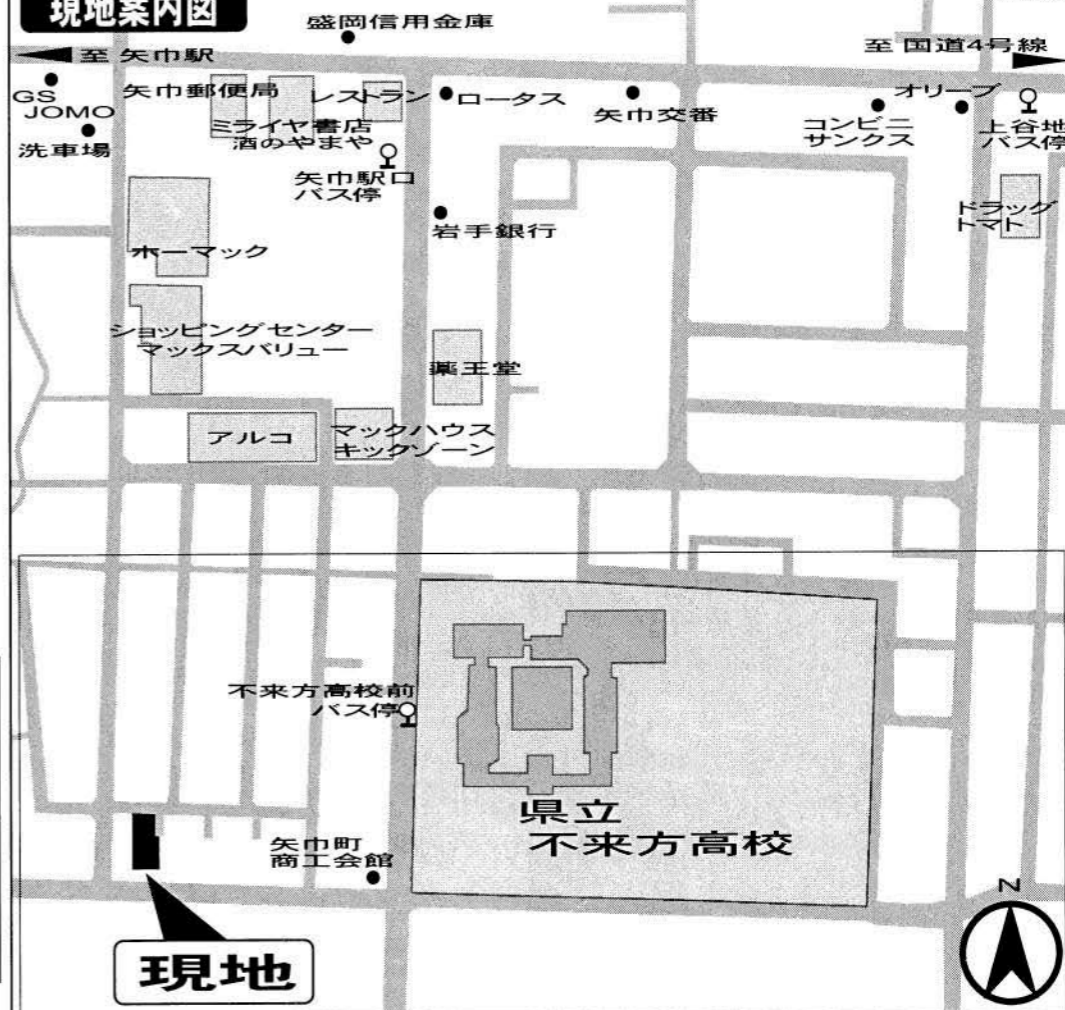 現地案内図
盛岡信用金庫
至 矢巾駅
至 国道4号線
GS
JOMO
洗車場
矢巾郵便局
ミライヤ書店
酒のやまや
レストラン
ロータス
矢巾交番
コンビニ
サンクス
オリーブ
上谷地
バス停
矢巾駅口
バス停
ドラッグ
トマト
岩手銀行
ホーマック
ショッピングセンター
マックスバリュー
薬王堂
アルコ
マックハウス
キックゾーン
不来方高校前
バス停
県立
不来方高校
矢巾町
商工会館
N
現地